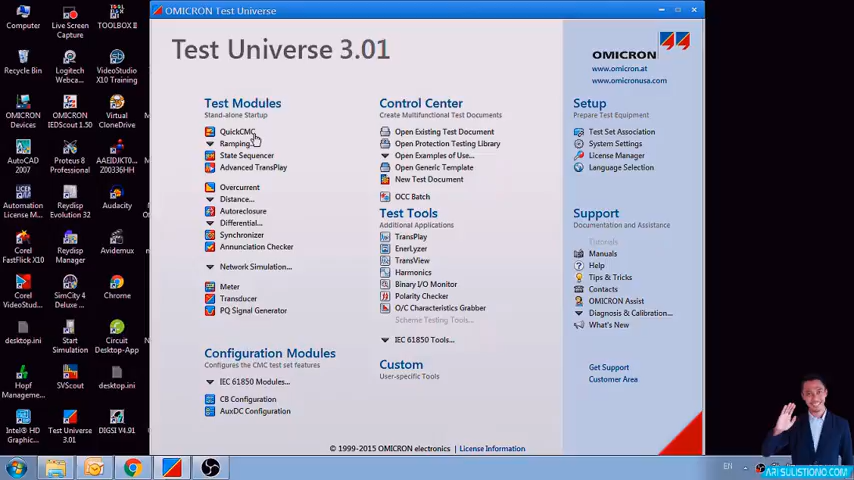 Computer
Live Screen
Capture
TOOLBOX II
Recycle Bin
Logitech
Webca...
VideoStudio
X10 Training
OMICRON
Devices
OMICRON
IEDScout 1.50
Virtual
CloneDrive
AutoCAD
2007
Proteus 8
Professional
AAEIDJKT0...
Z00336HH
Automation
License M...
Reydisp
Evolution 32
Audacity
Corel
FastFlick X10
Reydisp
Manager
Avidemux
Corel
VideoStud...
SimCity 4
Deluxe ...
Chrome
desktop.ini
Start
Simulation
Circuit
Desktop-App
Hopf
Manageme...
SVScout
desktop.ini
Intel® HD
Graphic...
Test Universe
3.01
DIGSI V4.91
OMICRON Test Universe
Test Universe 3.01
OMICRON
www.omicron.at
www.omicronusa.com
Test Modules
Stand-alone Startup
QuickCMC
Ramping...
State Sequencer
Advanced TransPlay
Overcurrent
Distance...
Autoreclosure
Differential...
Synchronizer
Annunciation Checker
Network Simulation...
Meter
Transducer
PQ Signal Generator
Configuration Modules
Configures the CMC test set features
IEC 61850 Modules...
CB Configuration
AuxDC Configuration
Control Center
Create Multifunctional Test Documents
Open Existing Test Document
Open Protection Testing Library
Open Examples of Use...
Open Generic Template
New Test Document
OCC Batch
Test Tools
Additional Applications
TransPlay
EnerLyzer
TransView
Harmonics
Binary I/O Monitor
Polarity Checker
O/C Characteristics Grabber
Scheme Testing Tools...
IEC 61850 Tools...
Custom
User-specific Tools
Setup
Prepare Test Equipment
Test Set Association
System Settings
License Manager
Language Selection
Support
Documentation and Assistance
Tutorials
Manuals
Help
Tips & Tricks
Contacts
OMICRON Assist
Diagnosis & Calibration...
What's New
Get Support
Customer Area
© 1999-2015 OMICRON electronics | License Information
EN
ARISULISTIONO.COM